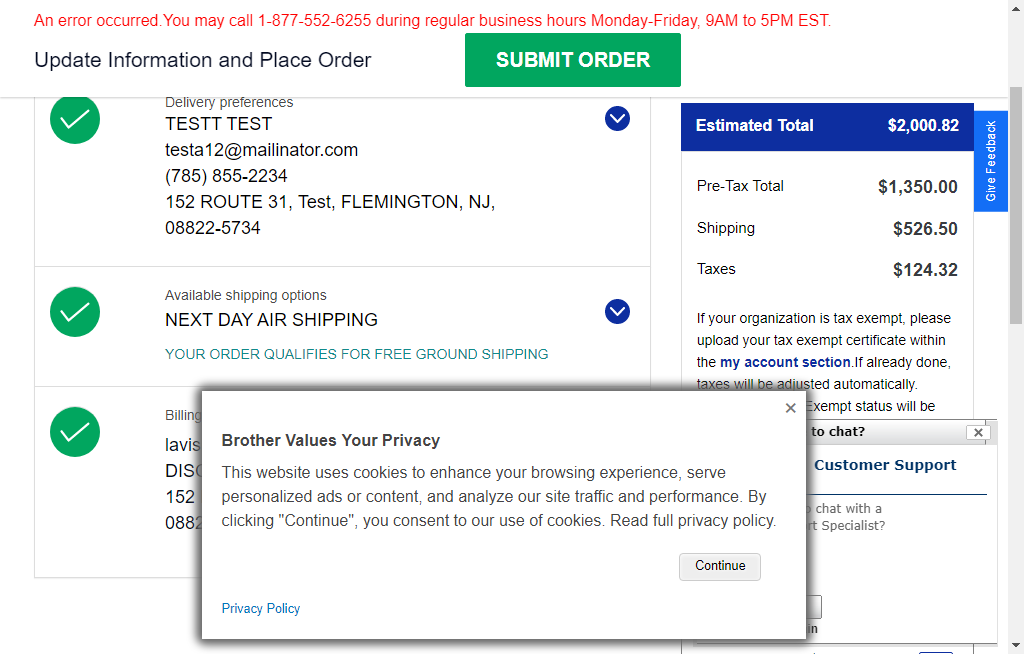 An error occurred.You may call 1-877-552-6255 during regular business hours Monday-Friday, 9AM to 5PM EST.
Update Information and Place Order
SUBMIT ORDER
Delivery preferences
TESTT TEST
testa12@mailinator.com
(785) 855-2234
152 ROUTE 31, Test, FLEMINGTON, NJ,
08822-5734
Available shipping options
NEXT DAY AIR SHIPPING
YOUR ORDER QUALIFIES FOR FREE GROUND SHIPPING
Billing
lavis
DISC
152
0882
Estimated Total $2,000.82
Give Feedback
Pre-Tax Total $1,350.00
Shipping $526.50
Taxes $124.32
If your organization is tax exempt, please
upload your tax exempt certificate within
the my account section.If already done,
taxes will be adjusted automatically.
Exempt status will be
to chat?
Customer Support
chat with a
rt Specialist?
in
Brother Values Your Privacy
This website uses cookies to enhance your browsing experience, serve
personalized ads or content, and analyze our site traffic and performance. By
clicking "Continue", you consent to our use of cookies. Read full privacy policy.
Continue
Privacy Policy